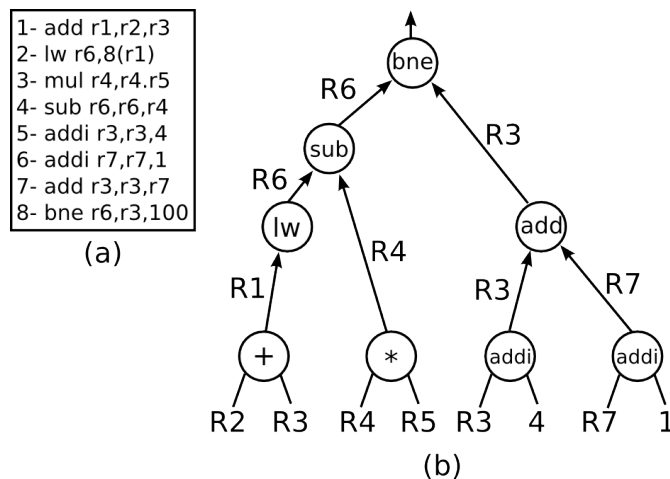 1- add r1,r2,r3
2- lw r6,8(r1)
3- mul r4,r4.r5
4- sub r6,r6,r4
5- addi r3,r3,4
6- addi r7,r7,1
7- add r3,r3,r7
8- bne r6,r3,100
(a)
bne
R6
R3
sub
R6
lw
add
R4
R1
R3
R7
+
*
addi
addi
R2 R3 R4 R5 R3 4 R7 1
(b)